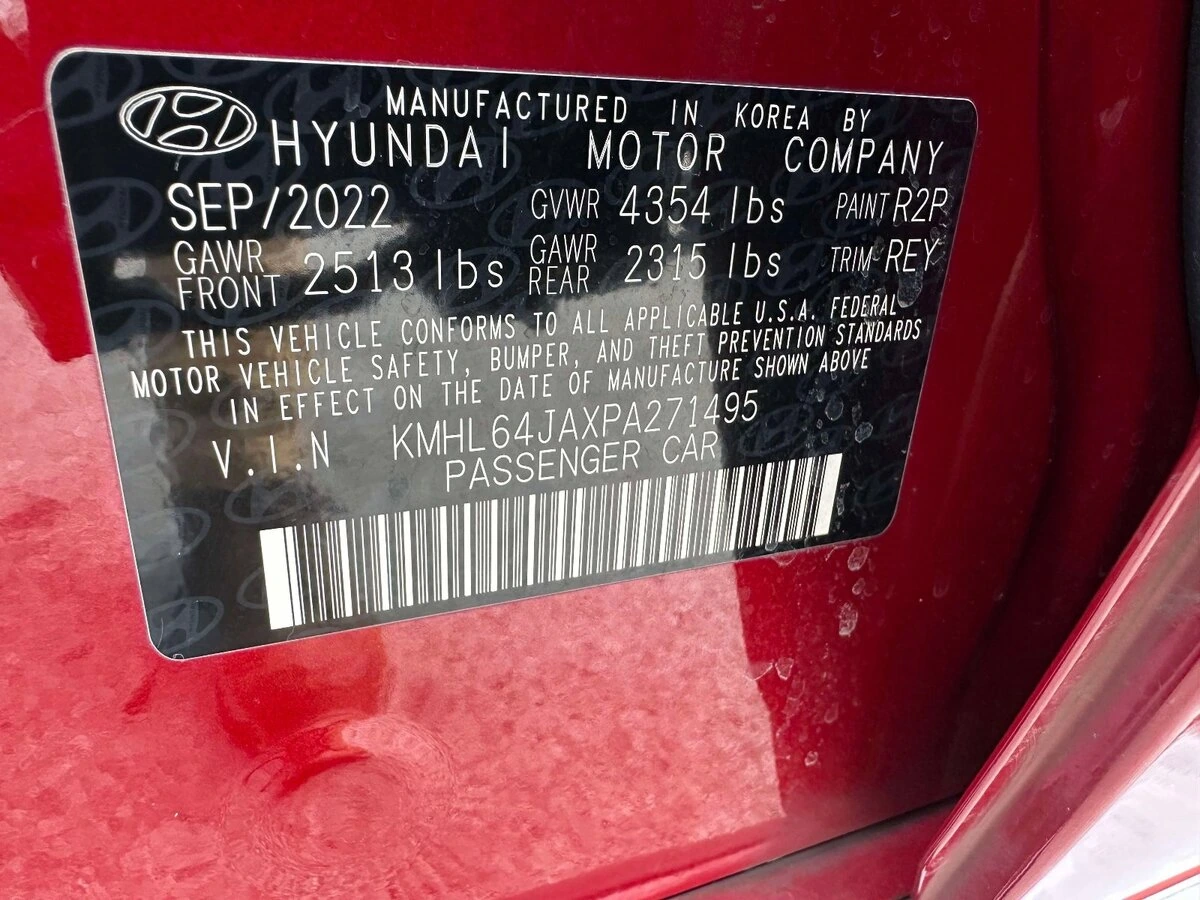 MANUFACTURED IN KOREA BY
HYUNDAI MOTOR COMPANY
SEP/2022 GVWR 4354 lbs PAINT R2P
GAWR FRONT 2513 lbs GAWR REAR 2315 lbs TRIM REY
THIS VEHICLE CONFORMS TO ALL APPLICABLE U.S.A. FEDERAL
MOTOR VEHICLE SAFETY, BUMPER, AND THEFT PREVENTION STANDARDS
IN EFFECT ON THE DATE OF MANUFACTURE SHOWN ABOVE
V.I.N KMHL64JAXPA271495
PASSENGER CAR